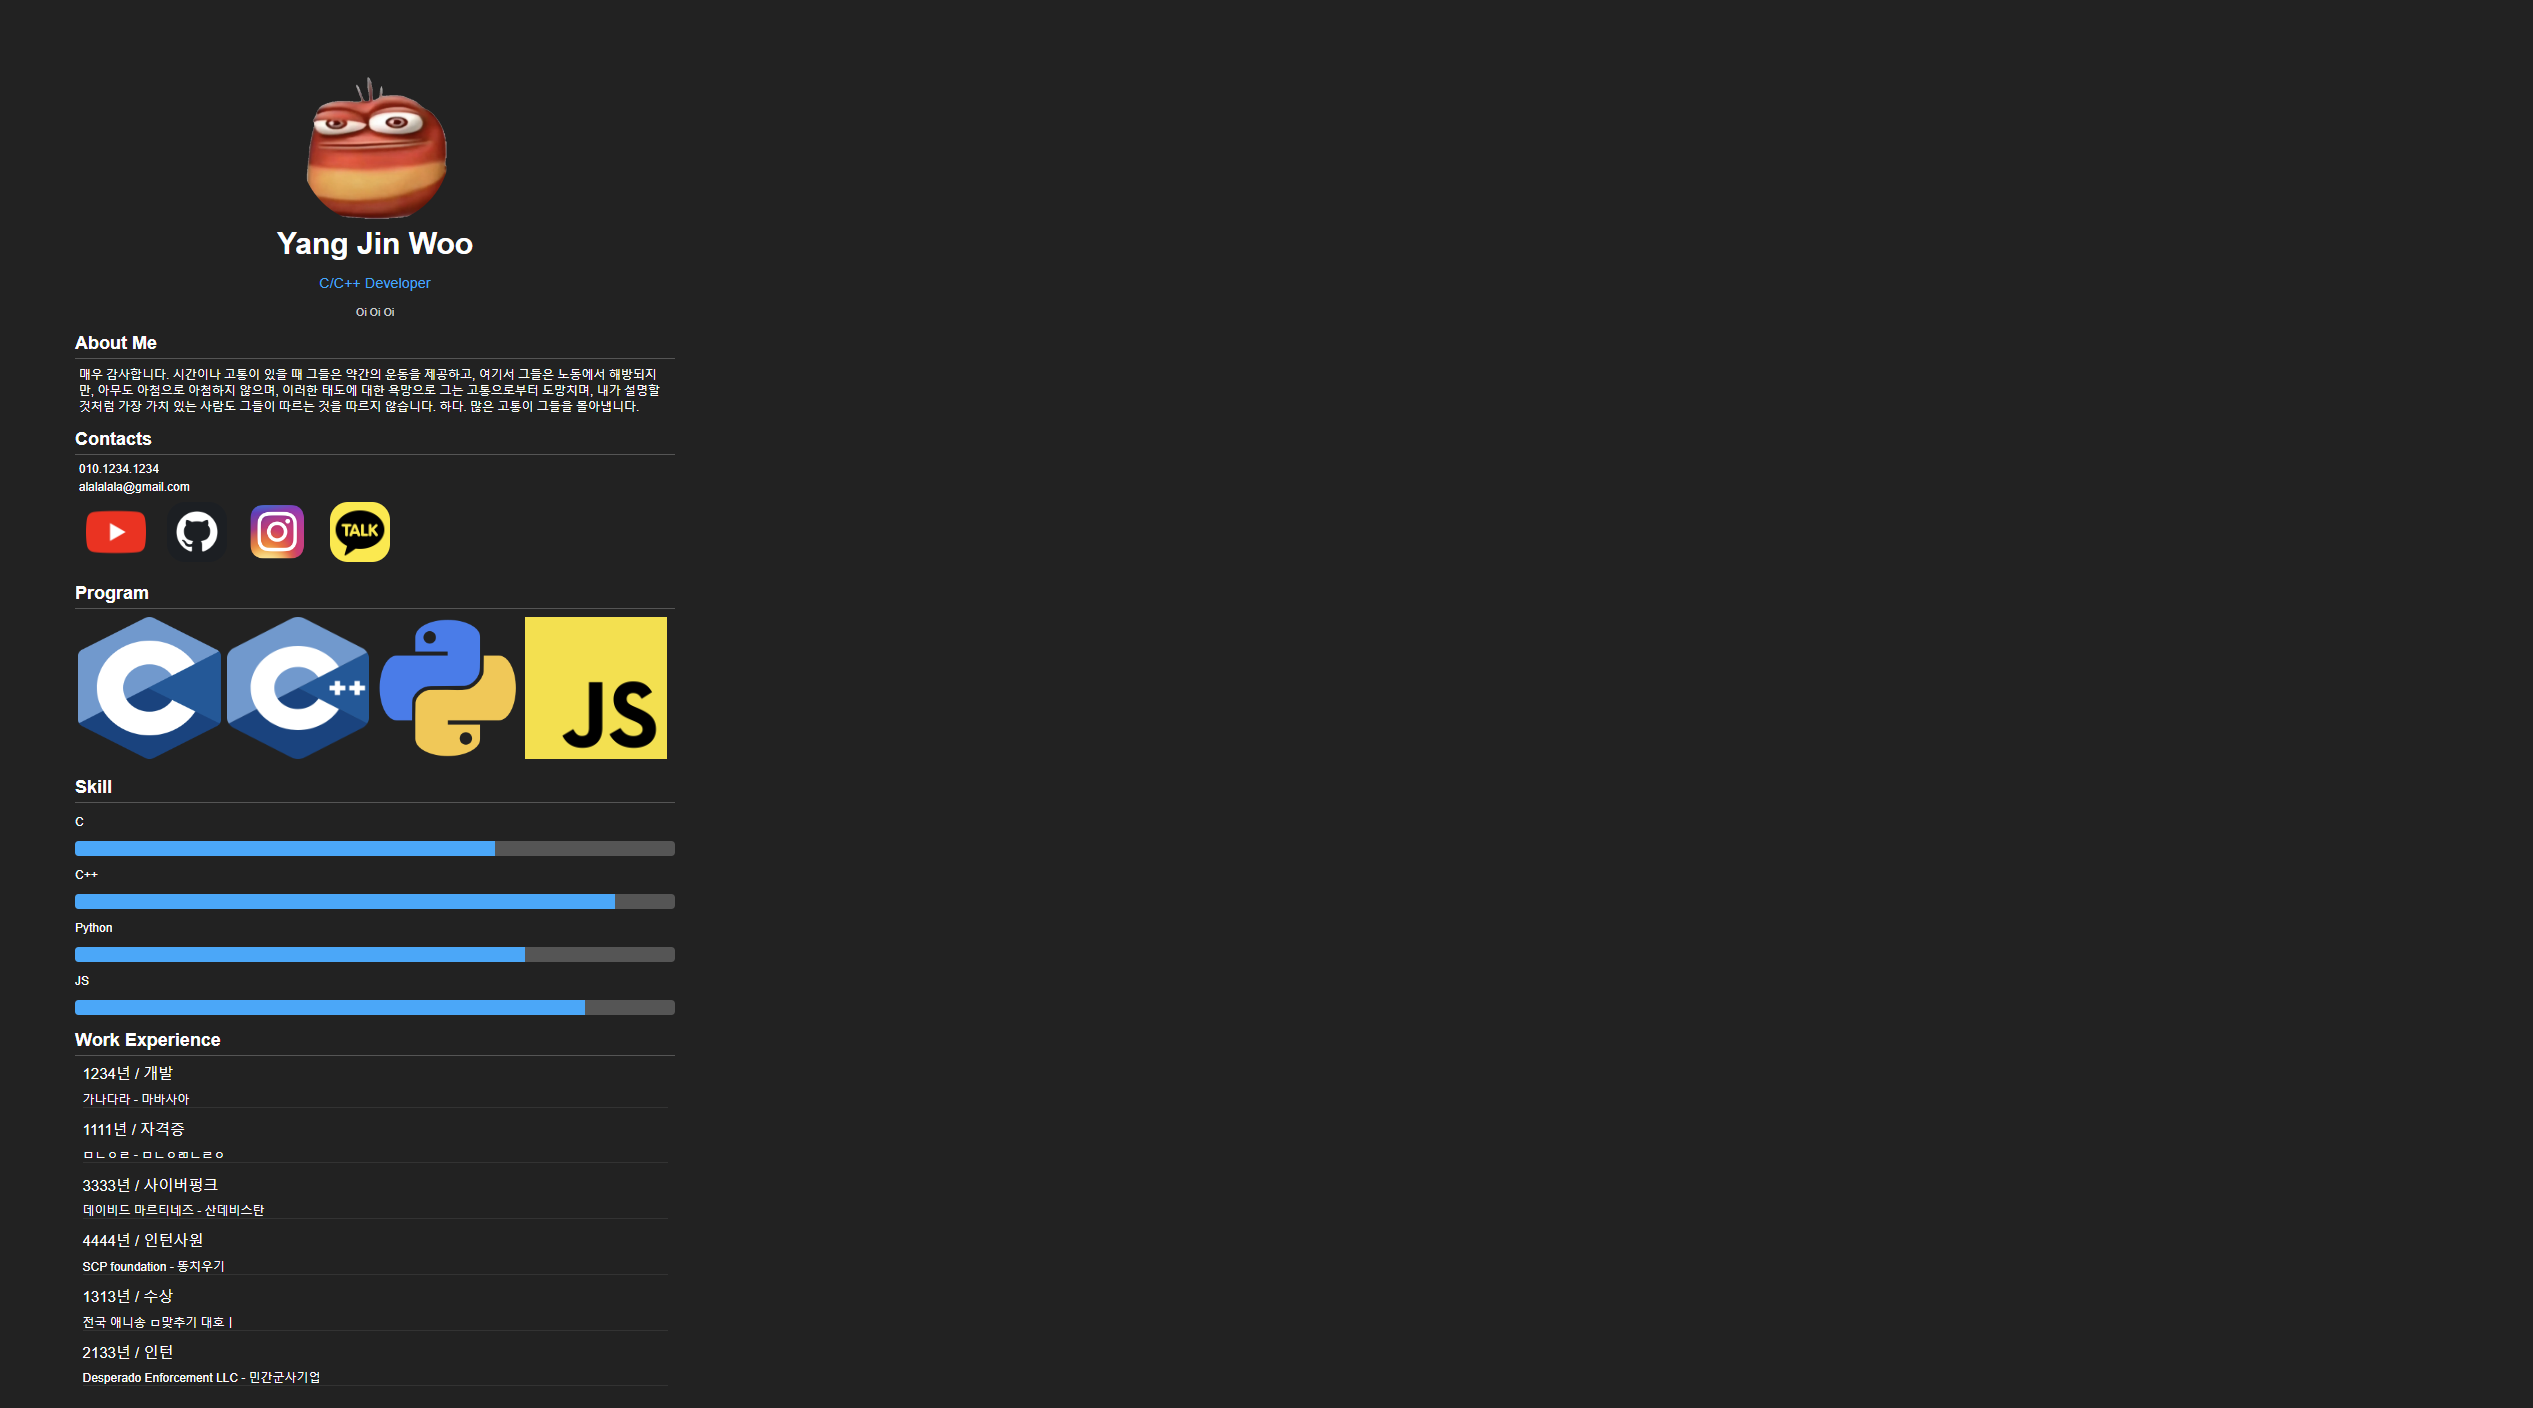 Yang Jin Woo
C/C++ Developer
Oi Oi Oi
About Me
매우 감사합니다. 시간이나 고통이 있을 때 그들은 약간의 운동을 제공하고, 여기서 그들은 노동에서 해방되지
만, 아무도 아첨으로 아첨하지 않으며, 이러한 태도에 대한 욕망으로 그는 고통으로부터 도망치며, 내가 설명할
것처럼 가장 가치 있는 사람도 그들이 따르는 것을 따르지 않습니다. 하다. 많은 고통이 그들을 몰아냅니다.
Contacts
010.1234.1234
alalalala@gmail.com
TALK
Program
C
C++
JS
Skill
C
C++
Python
JS
Work Experience
1234년 / 개발
가나다라 - 마바사아
1111년 / 자격증
ㅁㄴㅇㄹ -
3333년 / 사이버펑크
데이비드 마르티네즈 - 산데비스탄
4444년 / 인턴사원
SCP foundation - 똥치우기
1313년 / 수상
전국 애니송 ㅁ맞추기 대호ㅣ
2133년 / 인턴
Desperado Enforcement LLC - 민간군사기업